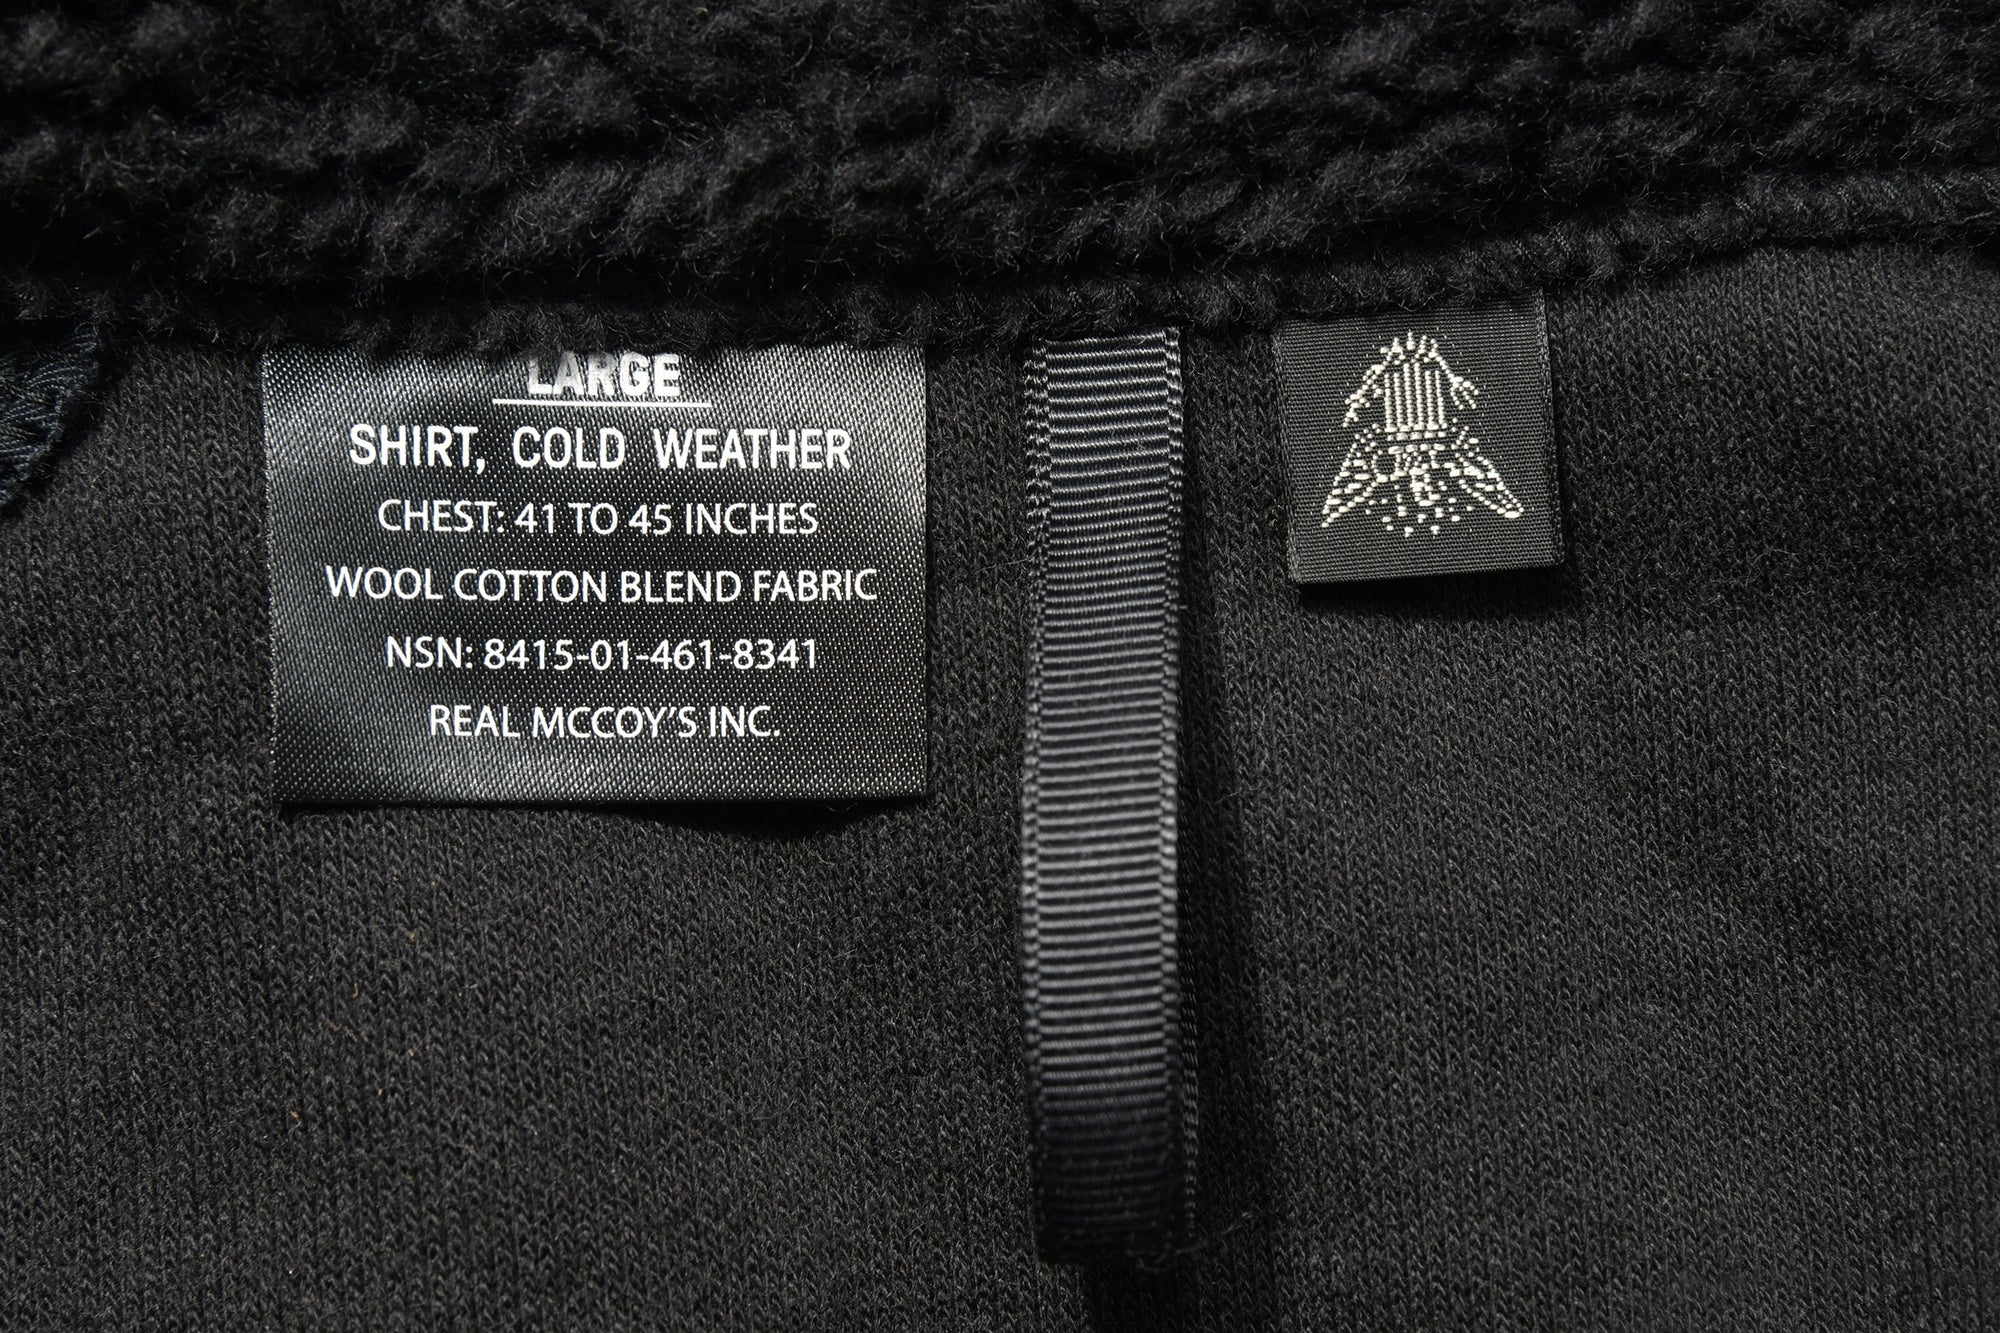 LARGE
SHIRT, COLD WEATHER
CHEST: 41 TO 45 INCHES
WOOL COTTON BLEND FABRIC
NSN: 8415-01-461-8341
REAL MCCOY'S INC.